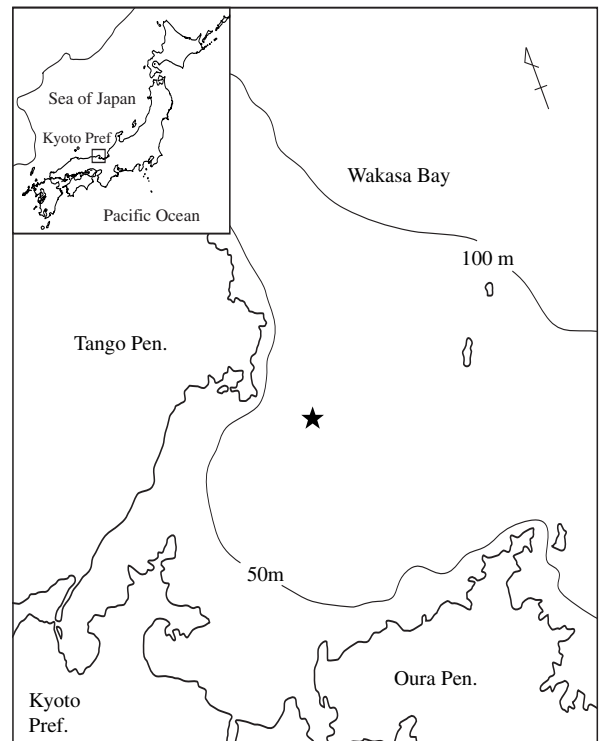 Sea of Japan
Kyoto Pref
Pacific Ocean
Wakasa Bay
100 m
Tango Pen.
50m
Oura Pen.
Kyoto
Pref.